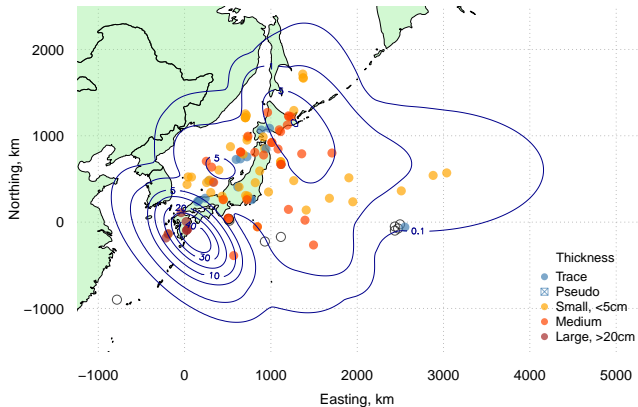 2000
1000
0
−1000
Northing, km
−1000
0
1000
2000
3000
4000
5000
Easting, km
5
5
20
30
10
0.1
Thickness
Trace
Pseudo
Small, <5cm
Medium
Large, >20cm